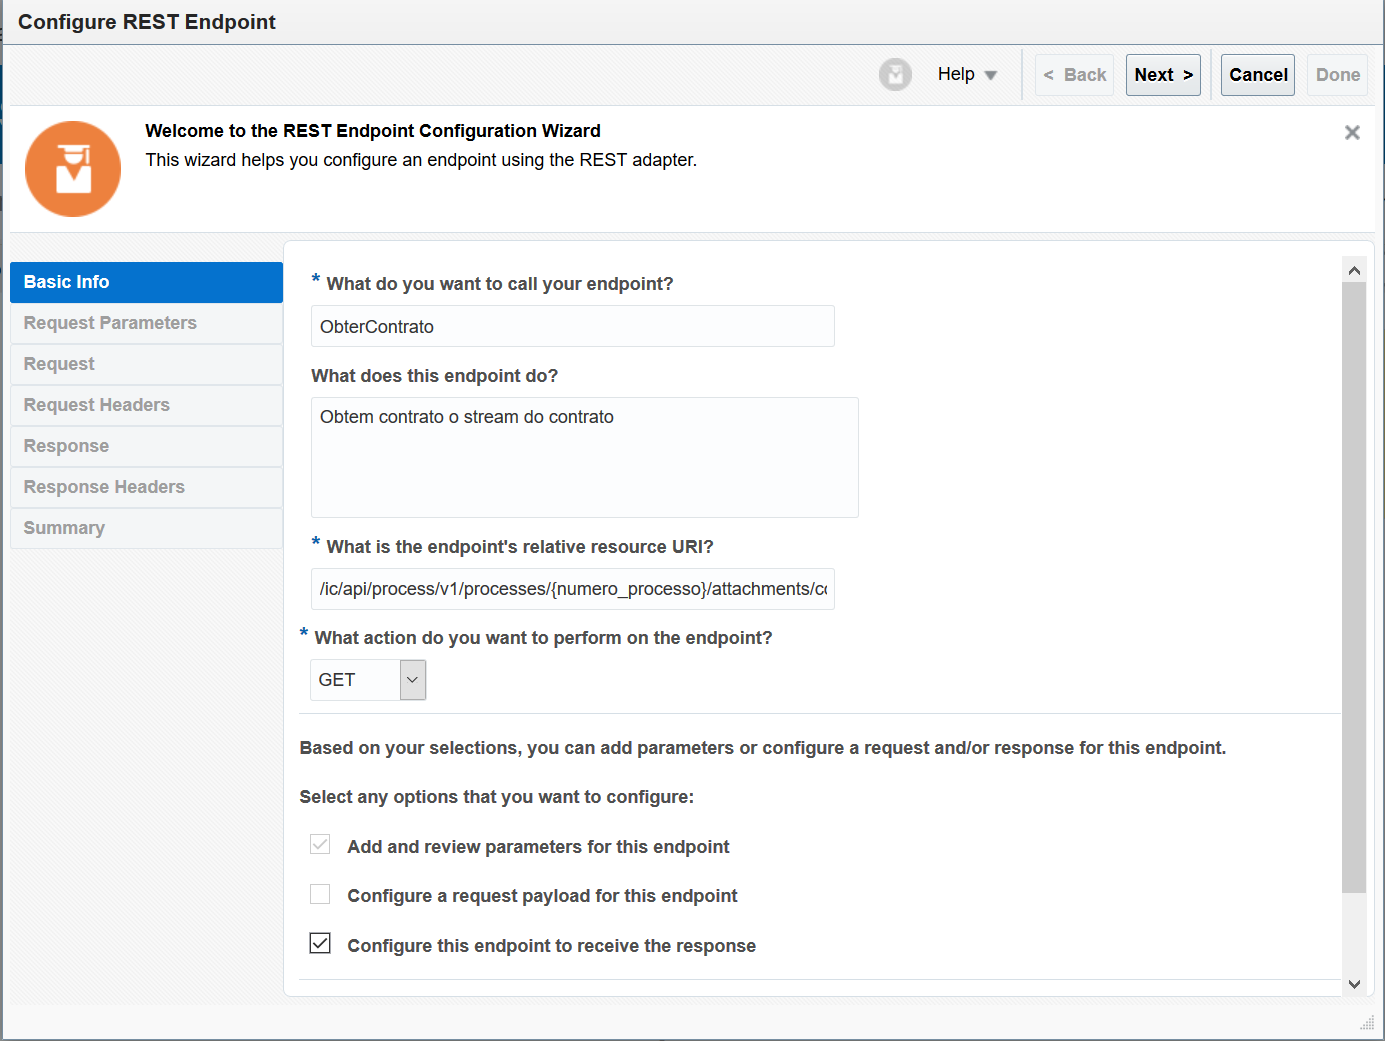 Configure REST Endpoint
Help
< Back
Next >
Cancel
Done
Welcome to the REST Endpoint Configuration Wizard
This wizard helps you configure an endpoint using the REST adapter.
Basic Info
Request Parameters
Request
Request Headers
Response
Response Headers
Summary
* What do you want to call your endpoint?
ObterContrato
What does this endpoint do?
Obtem contrato o stream do contrato
* What is the endpoint's relative resource URI?
/ic/api/process/v1/processes/{numero_processo}/attachments/co
* What action do you want to perform on the endpoint?
GET
Based on your selections, you can add parameters or configure a request and/or response for this endpoint.
Select any options that you want to configure:
Add and review parameters for this endpoint
Configure a request payload for this endpoint
Configure this endpoint to receive the response